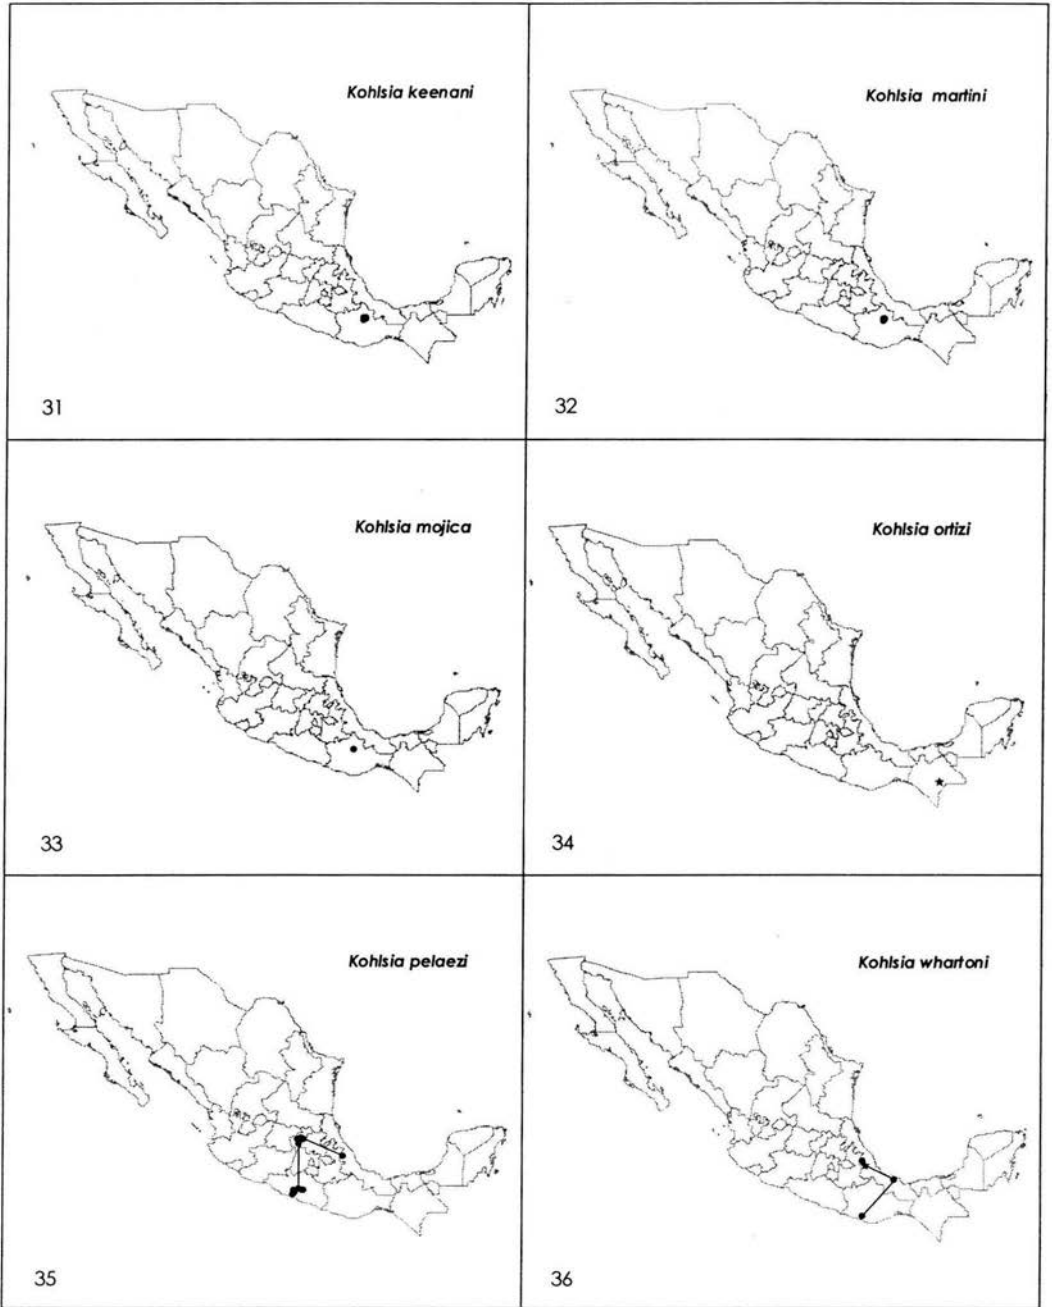 Kohlsia keenani
31
Kohlsia martini
32
Kohlsia mojica
33
Kohlsia ortizi
34
Kohlsia pelaezi
35
Kohlsia whartoni
36